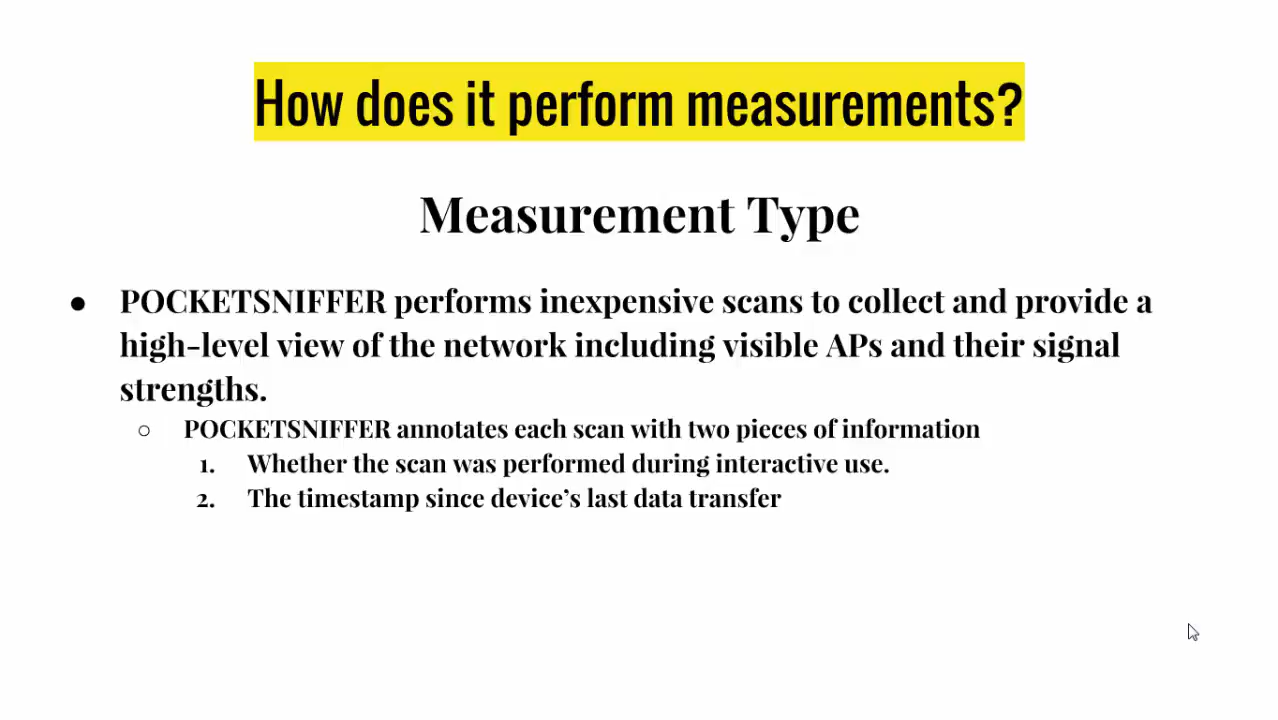 How does it perform measurements?
Measurement Type
● POCKETSNIFFER performs inexpensive scans to collect and provide a
high-level view of the network including visible APs and their signal
strengths.
○ POCKETSNIFFER annotates each scan with two pieces of information
1. Whether the scan was performed during interactive use.
2. The timestamp since device’s last data transfer